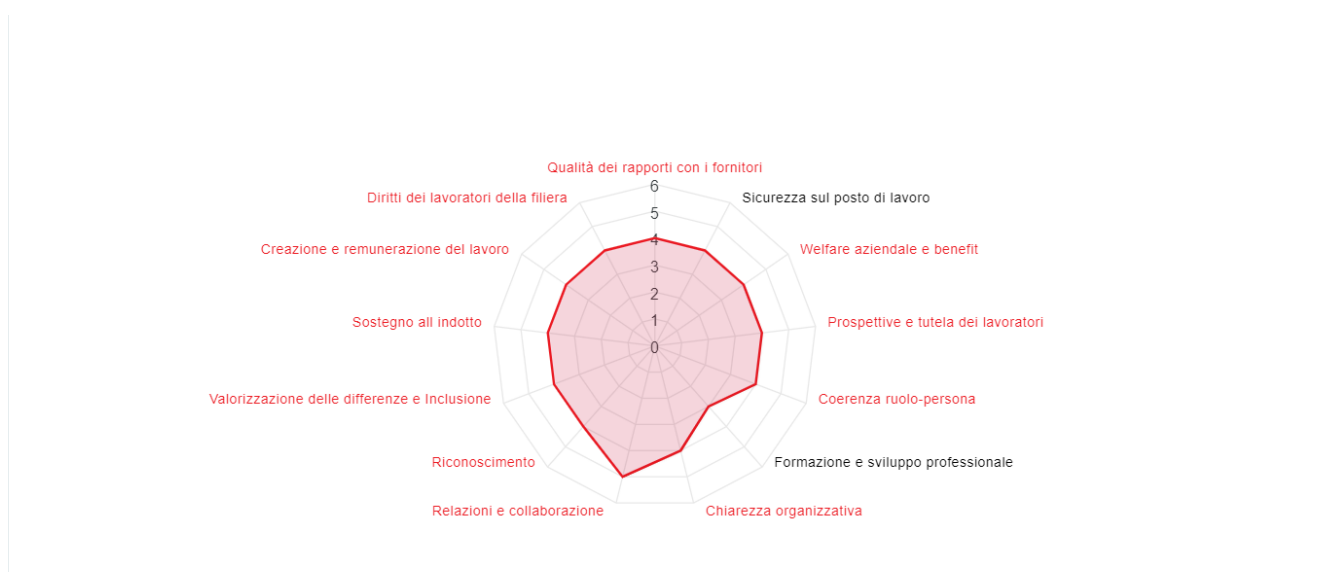 Qualità dei rapporti con i fornitori
Diritti dei lavoratori della filiera
Sicurezza sul posto di lavoro
Creazione e remunerazione del lavoro
Welfare aziendale e benefit
Sostegno all indotto
Prospettive e tutela dei lavoratori
Valorizzazione delle differenze e Inclusione
Coerenza ruolo-persona
Riconoscimento
Formazione e sviluppo professionale
Relazioni e collaborazione
Chiarezza organizzativa
6
5
4
3
2
1
0